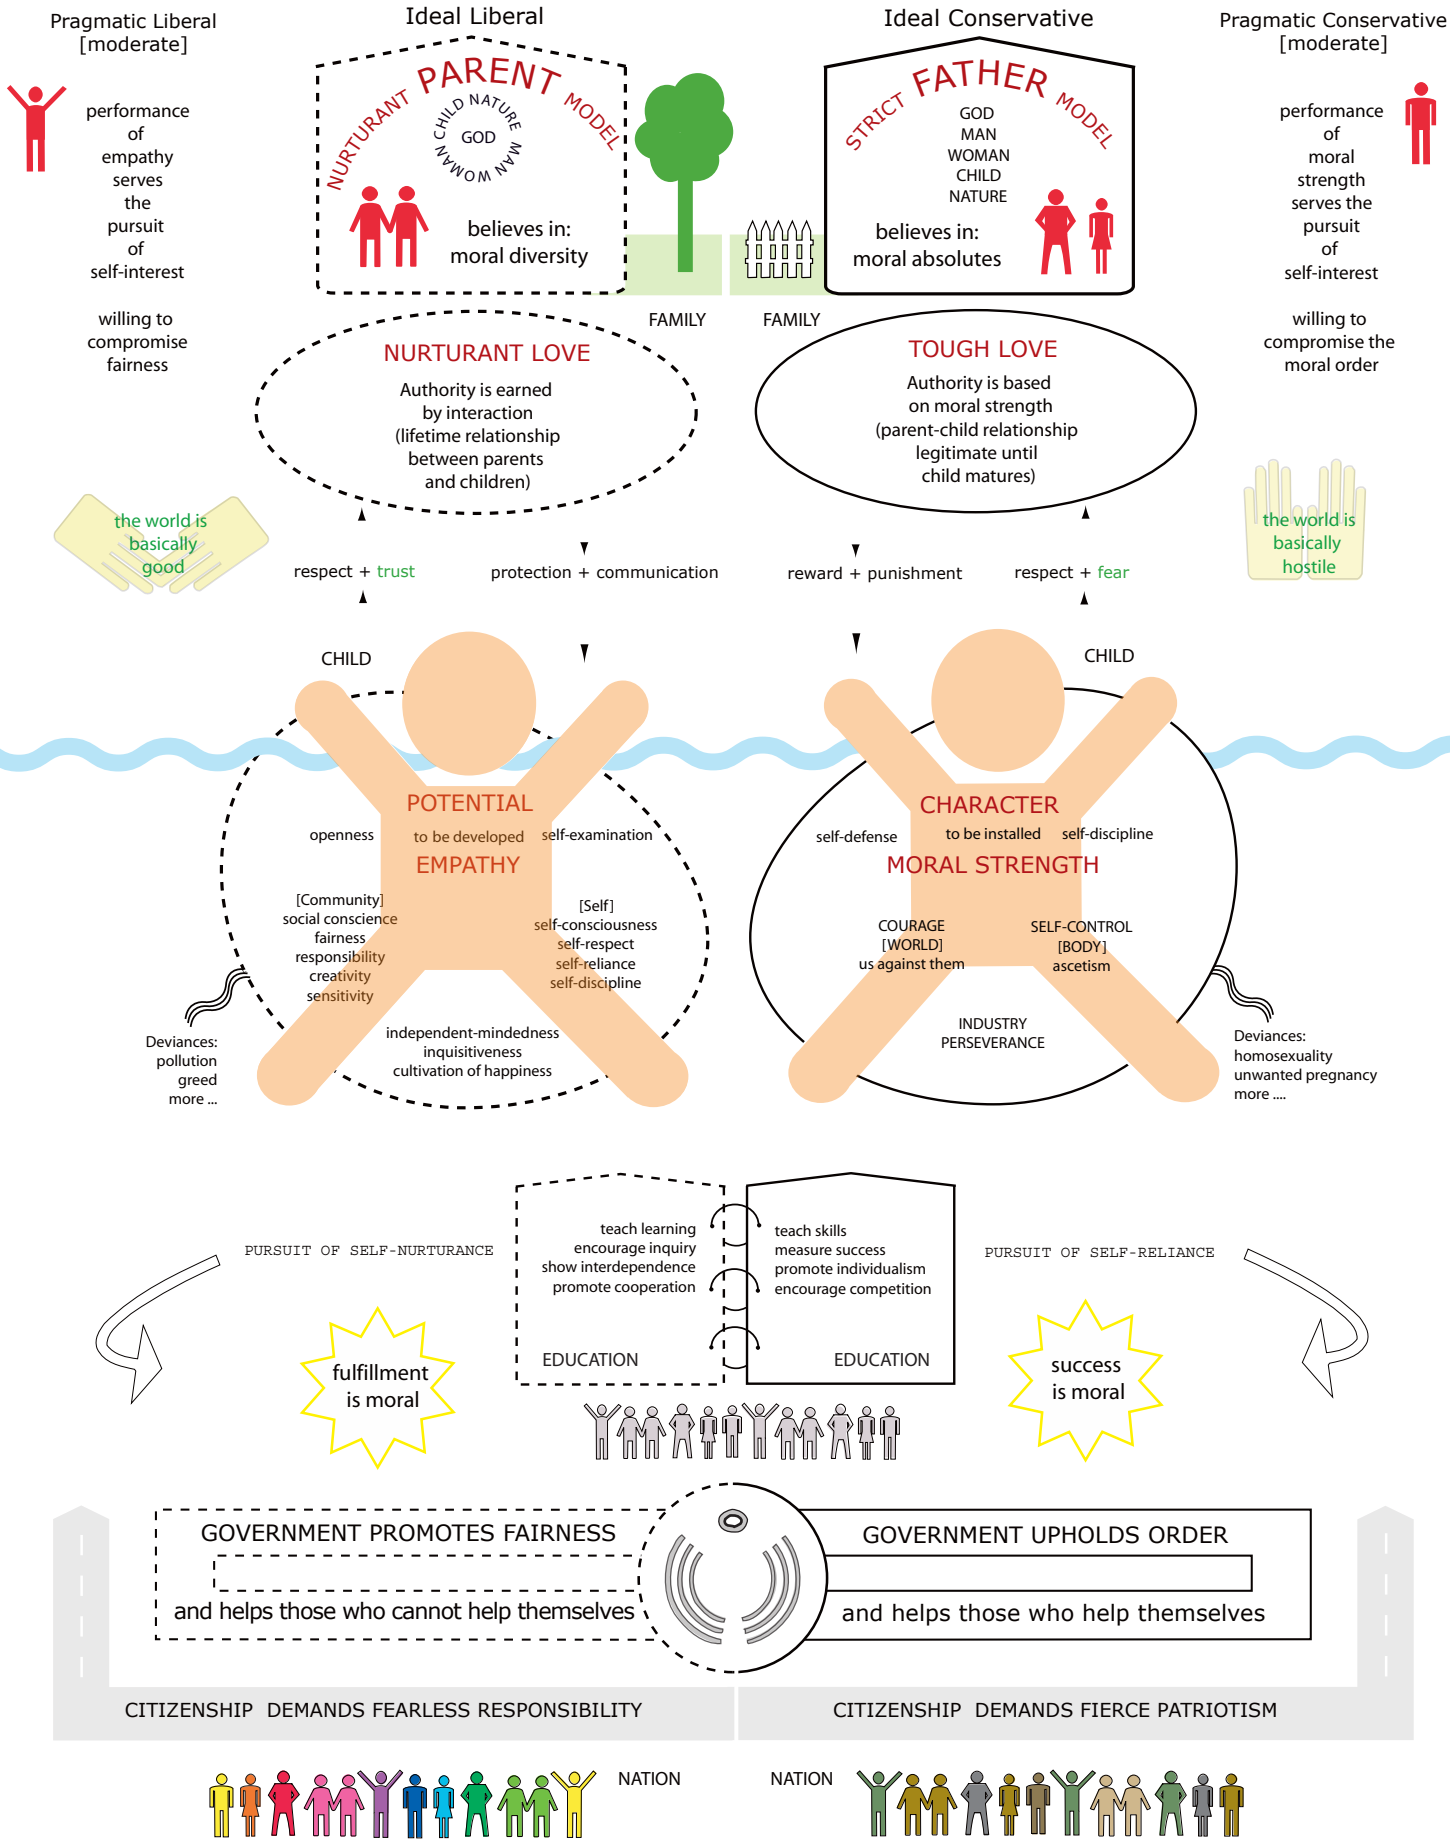 Pragmatic Liberal
[moderate]
Ideal Liberal
Ideal Conservative
Pragmatic Conservative
[moderate]
performance
of
empathy
serves
the
pursuit
of
self-interest
willing to
compromise
fairness
NURTURANT PARENT MODEL
CHILD NATURE MAN WOMAN
GOD
believes in:
moral diversity
STRICT FATHER MODEL
GOD
MAN
WOMAN
CHILD
NATURE
believes in:
moral absolutes
performance
of
moral
strength
serves the
pursuit
of
self-interest
willing to
compromise the
moral order
FAMILY
FAMILY
NURTURANT LOVE
Authority is earned
by interaction
(lifetime relationship
between parents
and children)
TOUGH LOVE
Authority is based
on moral strength
(parent-child relationship
legitimate until
child matures)
the world is
basically
good
the world is
basically
hostile
respect + trust
protection + communication
reward + punishment
respect + fear
CHILD
CHILD
POTENTIAL
openness
to be developed
self-examination
EMPATHY
[Community]
social conscience
fairness
responsibility
creativity
sensitivity
[Self]
self-consciousness
self-respect
self-reliance
self-discipline
independent-mindedness
inquisitiveness
cultivation of happiness
Deviances:
pollution
greed
more ...
CHARACTER
self-defense
to be installed
self-discipline
MORAL STRENGTH
COURAGE
[WORLD]
us against them
SELF-CONTROL
[BODY]
ascetism
INDUSTRY
PERSEVERANCE
Deviances:
homosexuality
unwanted pregnancy
more ....
PURSUIT OF SELF-NURTURANCE
teach learning
encourage inquiry
show interdependence
promote cooperation
EDUCATION
teach skills
measure success
promote individualism
encourage competition
EDUCATION
PURSUIT OF SELF-RELIANCE
fulfillment
is moral
success
is moral
GOVERNMENT PROMOTES FAIRNESS
and helps those who cannot help themselves
GOVERNMENT UPHOLDS ORDER
and helps those who help themselves
CITIZENSHIP DEMANDS FEARLESS RESPONSIBILITY
CITIZENSHIP DEMANDS FIERCE PATRIOTISM
NATION
NATION